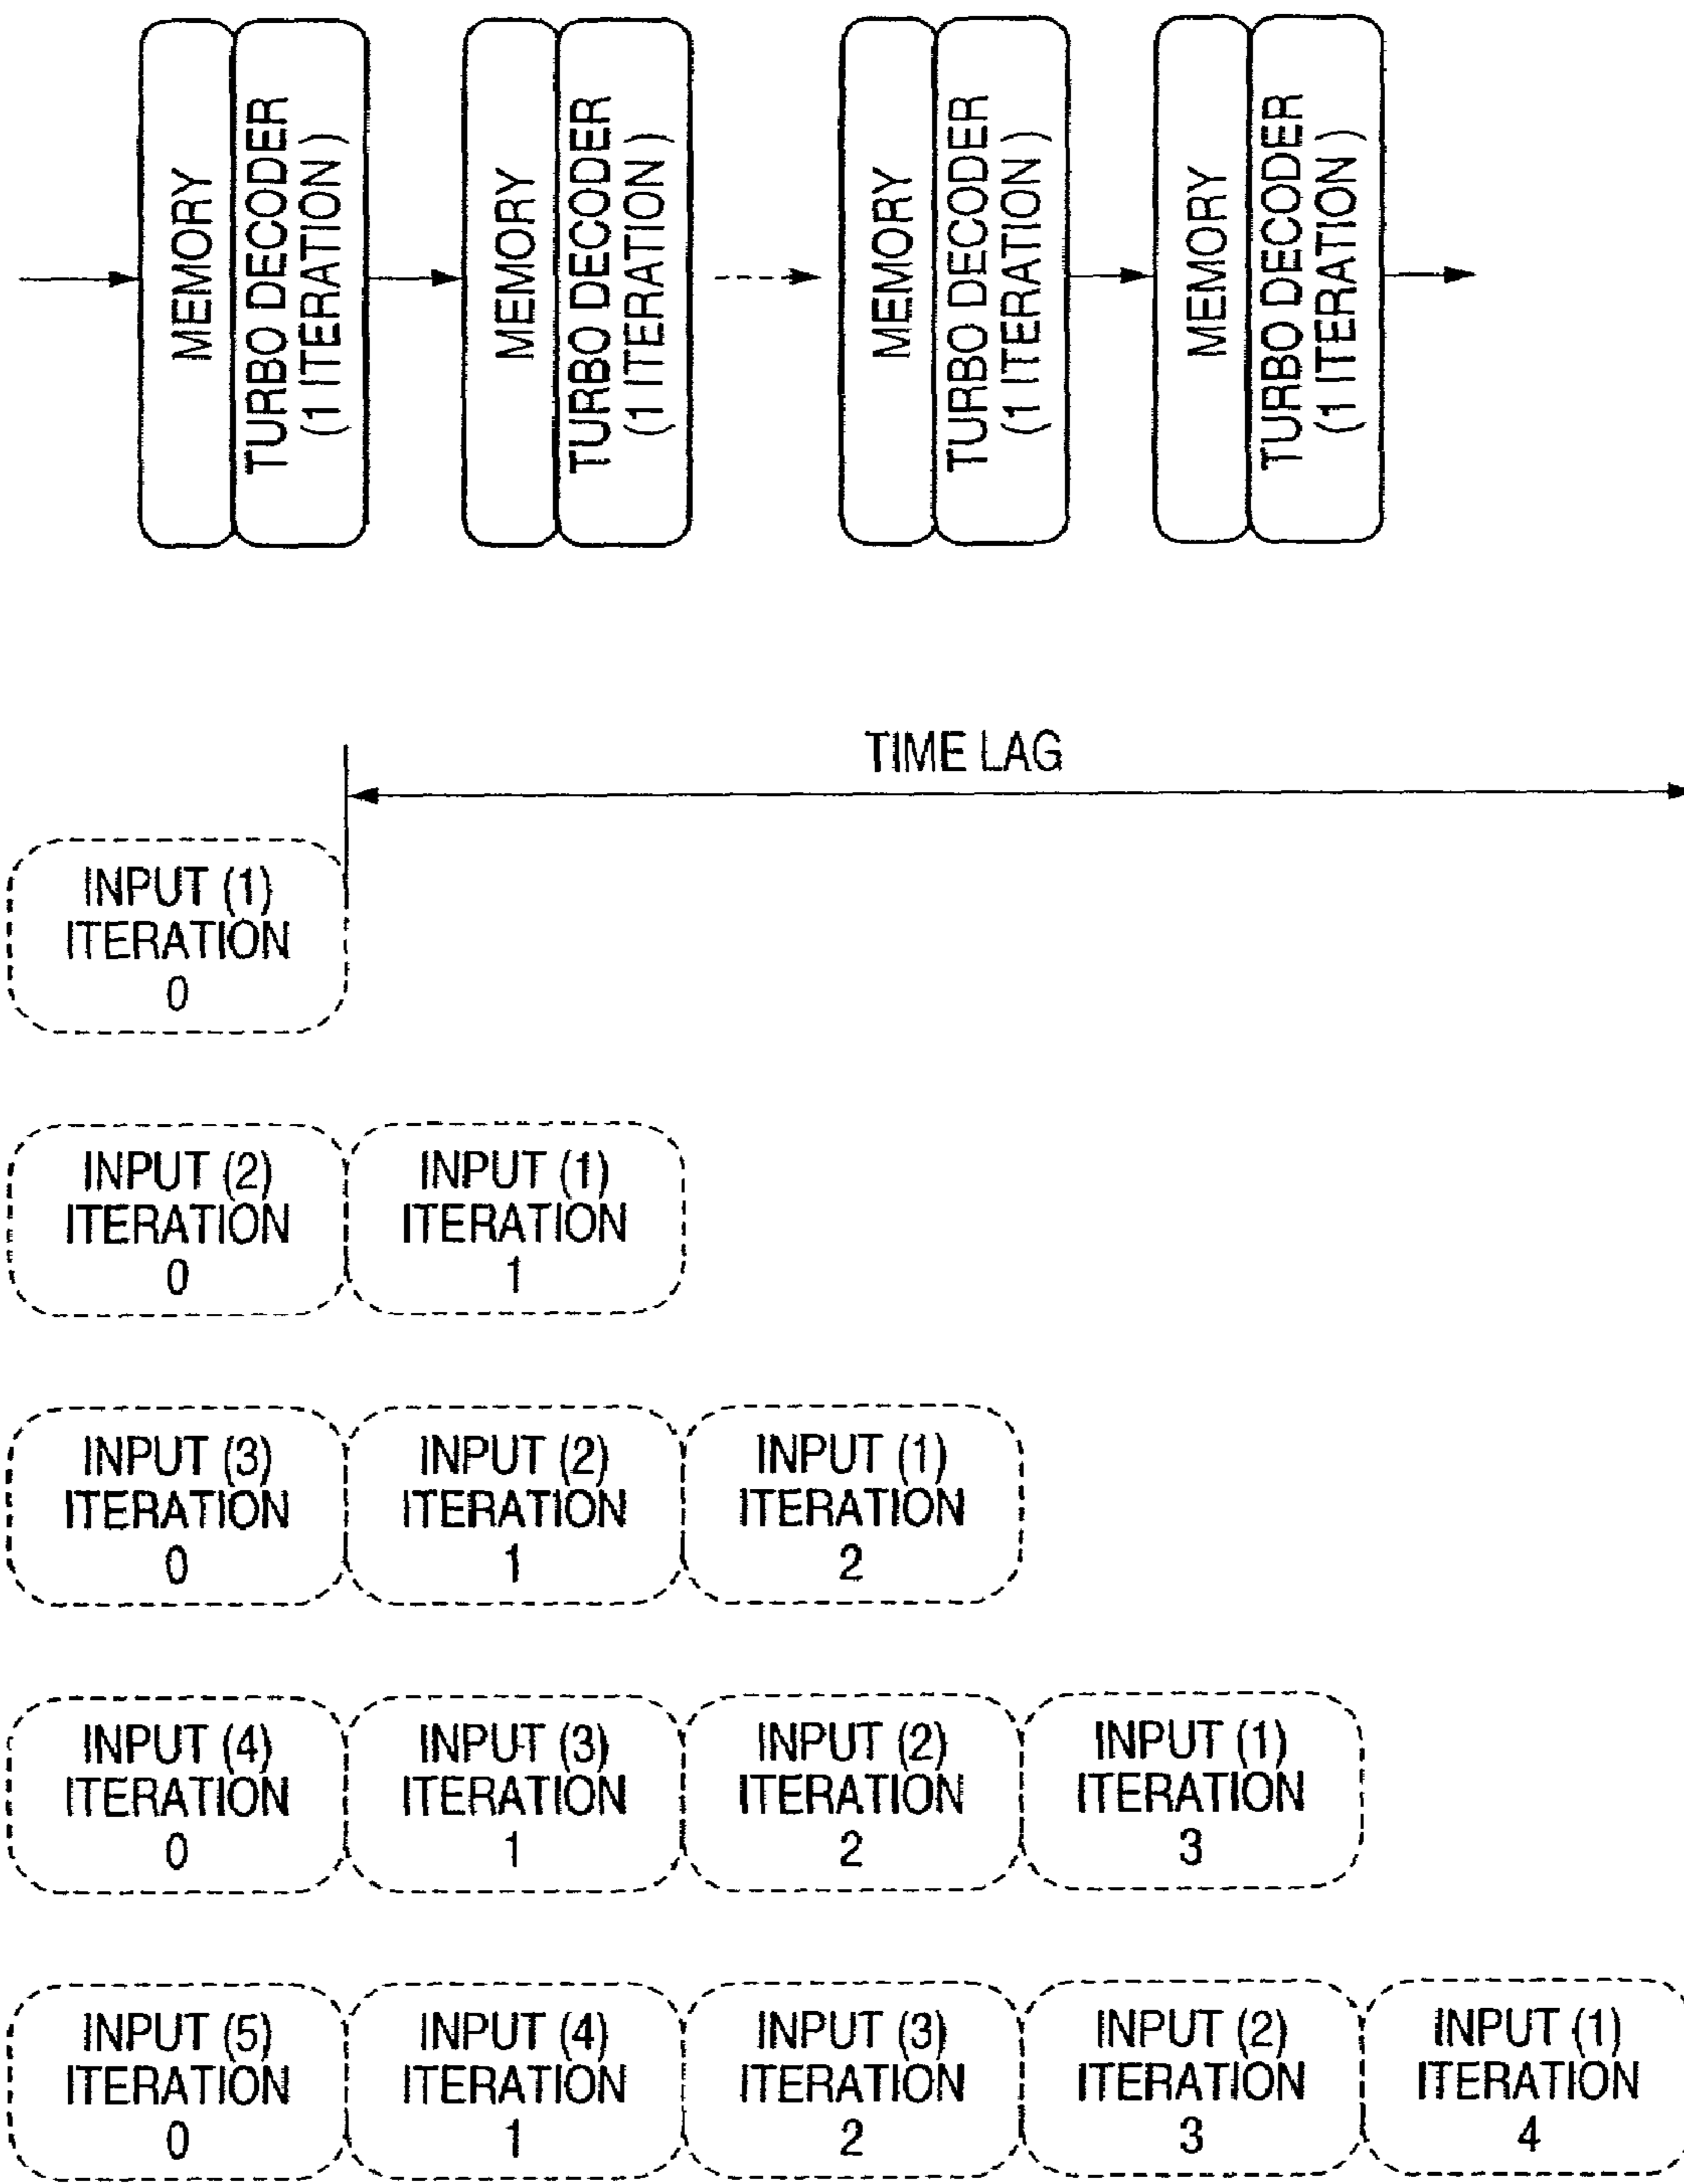 MEMORY
TURBO DECODER
(1 ITERATION)
MEMORY
TURBO DECODER
(1 ITERATION)
MEMORY
TURBO DECODER
(1 ITERATION)
MEMORY
TURBO DECODER
(1 ITERATION)
TIME LAG
INPUT (1)
ITERATION
0
INPUT (2)
ITERATION
0
INPUT (1)
ITERATION
1
INPUT (3)
ITERATION
0
INPUT (2)
ITERATION
1
INPUT (1)
ITERATION
2
INPUT (4)
ITERATION
0
INPUT (3)
ITERATION
1
INPUT (2)
ITERATION
2
INPUT (1)
ITERATION
3
INPUT (5)
ITERATION
0
INPUT (4)
ITERATION
1
INPUT (3)
ITERATION
2
INPUT (2)
ITERATION
3
INPUT (1)
ITERATION
4